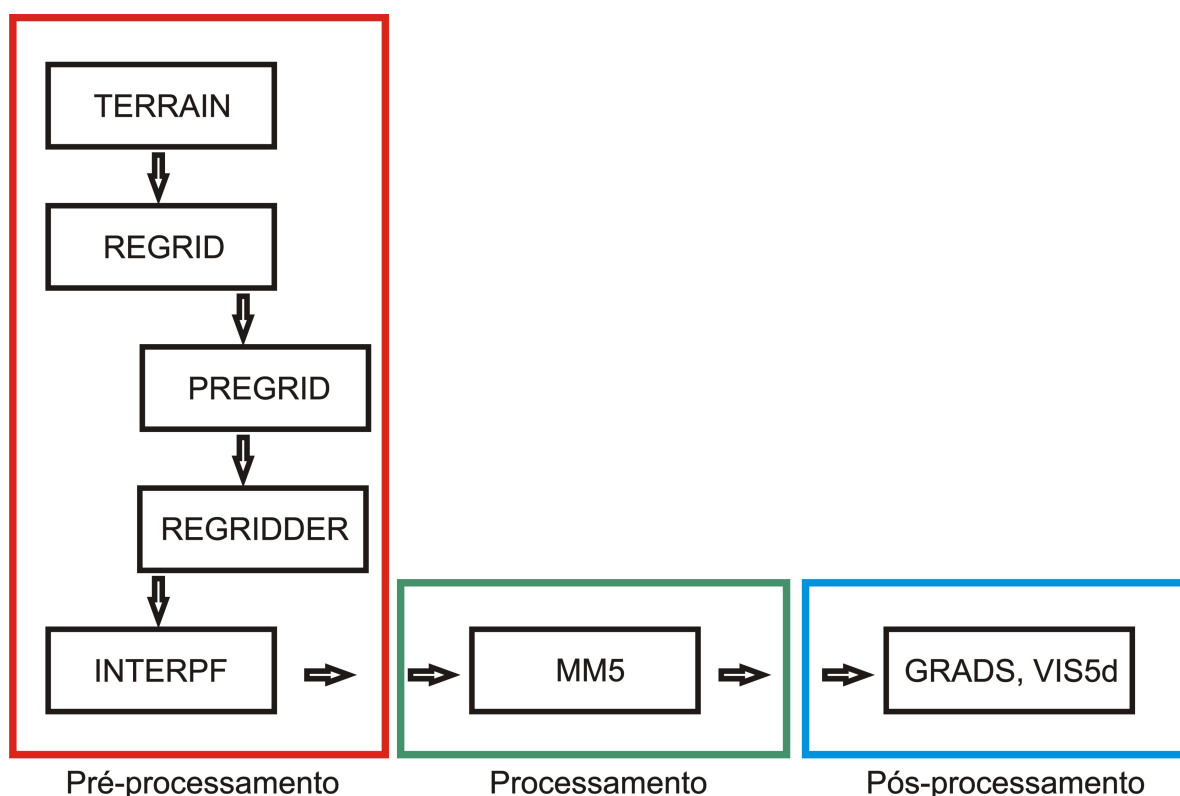 TERRAIN
REGRID
PREGRID
REGRIDDER
INTERPF
MM5
GRADS, VIS5d
Pré-processamento
Processamento
Pós-processamento